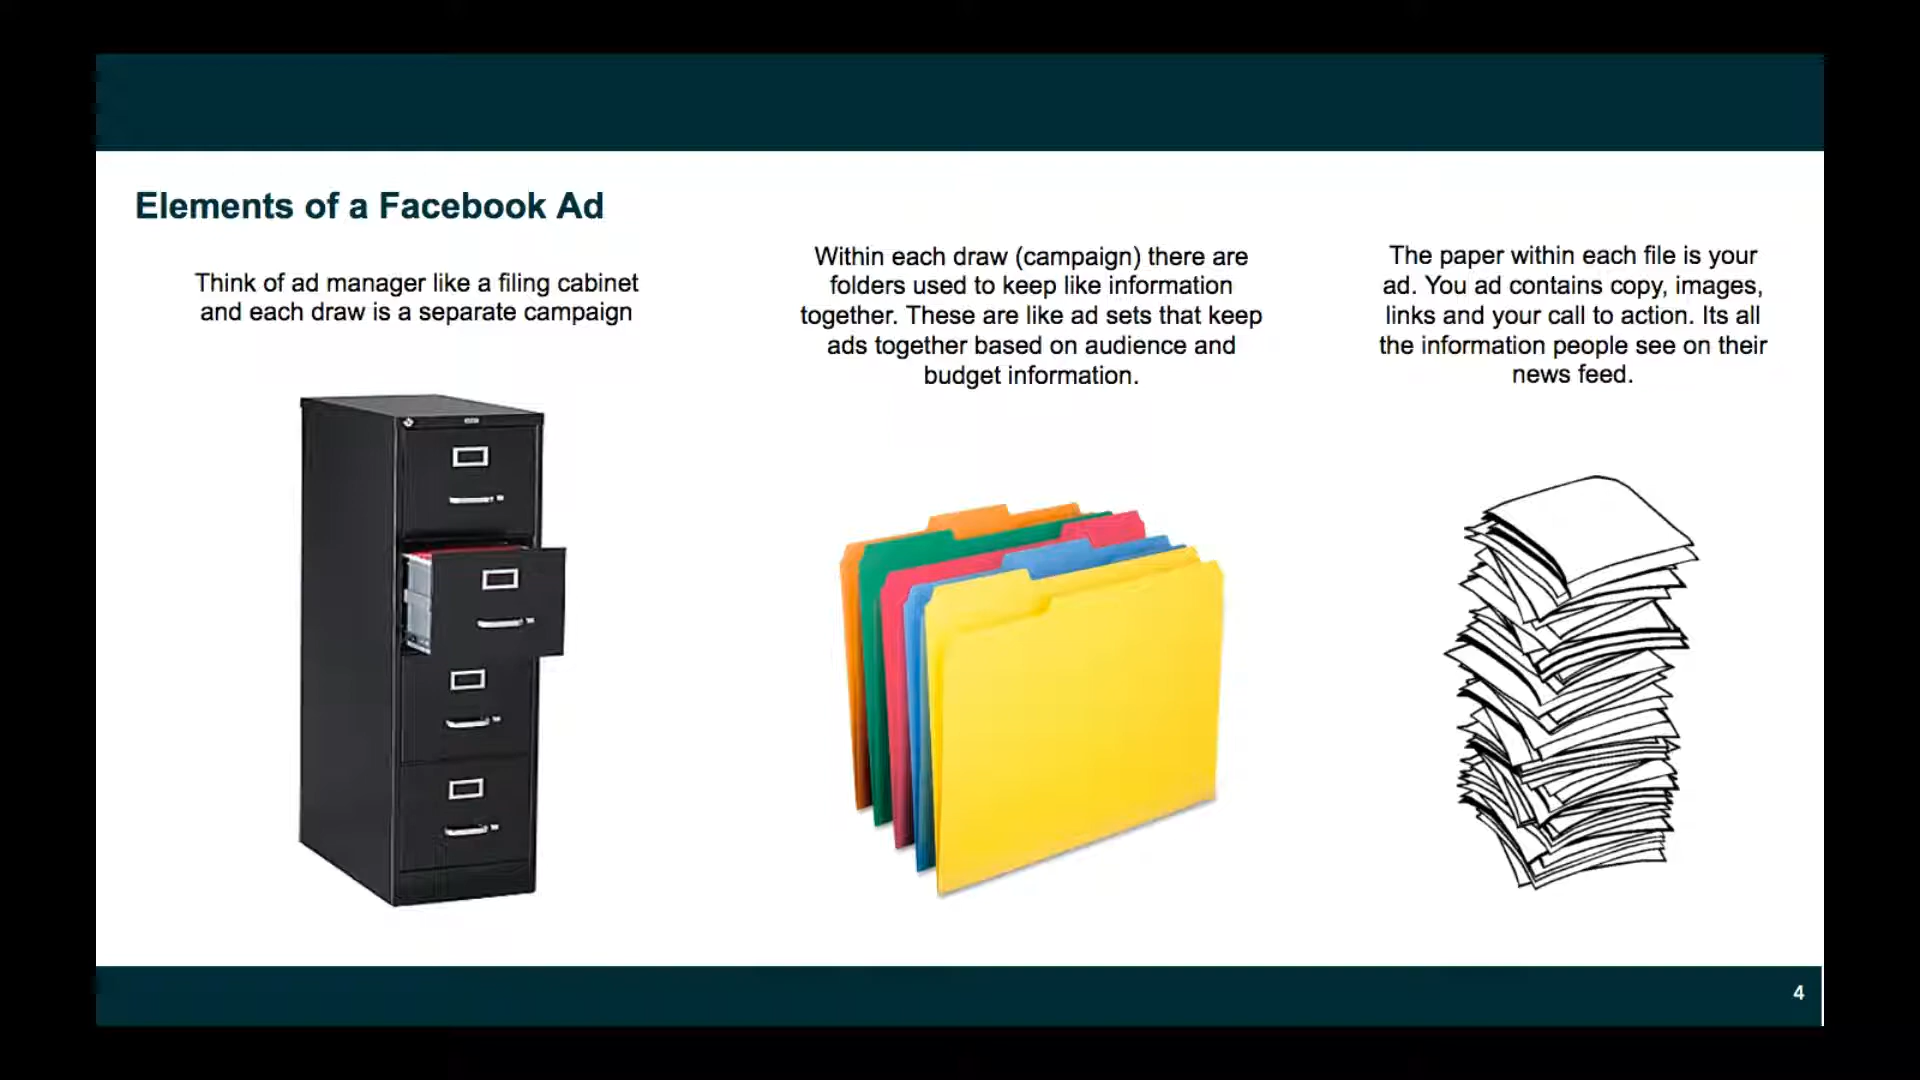 Elements of a Facebook Ad
Think of ad manager like a filing cabinet
and each draw is a separate campaign
Within each draw (campaign) there are
folders used to keep like information
together. These are like ad sets that keep
ads together based on audience and
budget information.
The paper within each file is your
ad. You ad contains copy, images,
links and your call to action. Its all
the information people see on their
news feed.
4